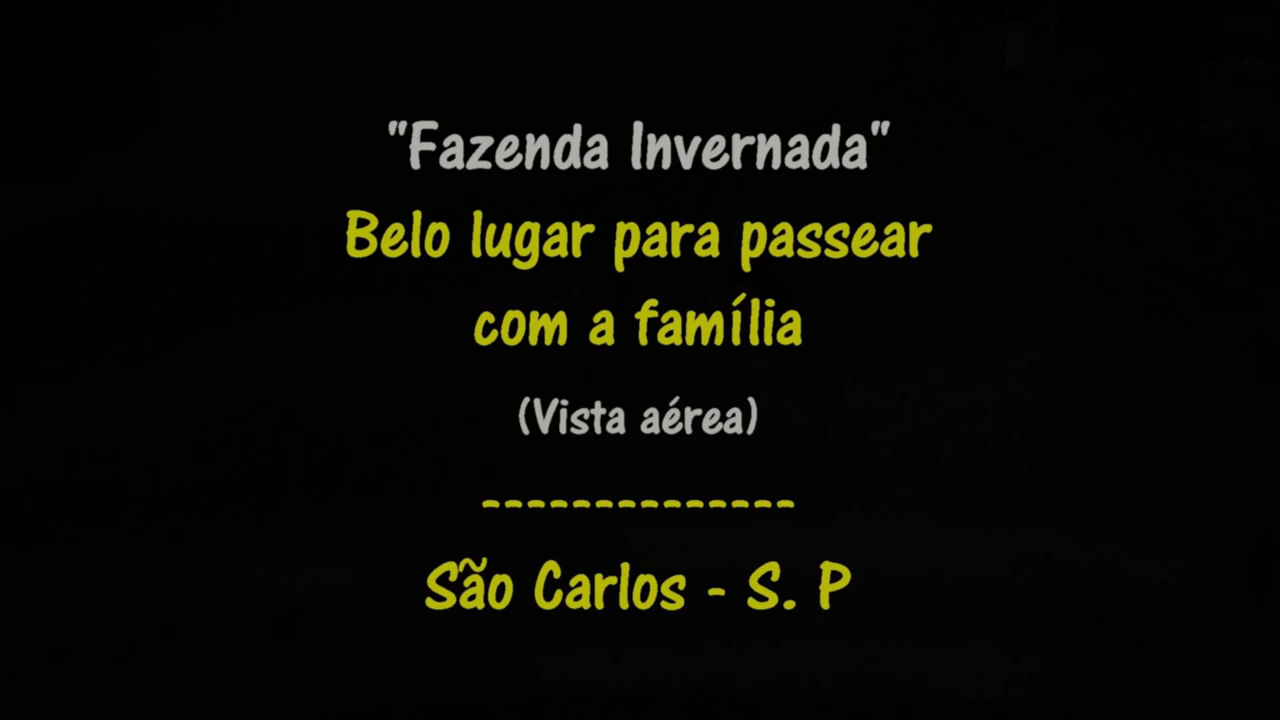 "Fazenda Invernada"
Belo lugar para passear
com a família
(Vista aérea)
--------------
São Carlos - S. P